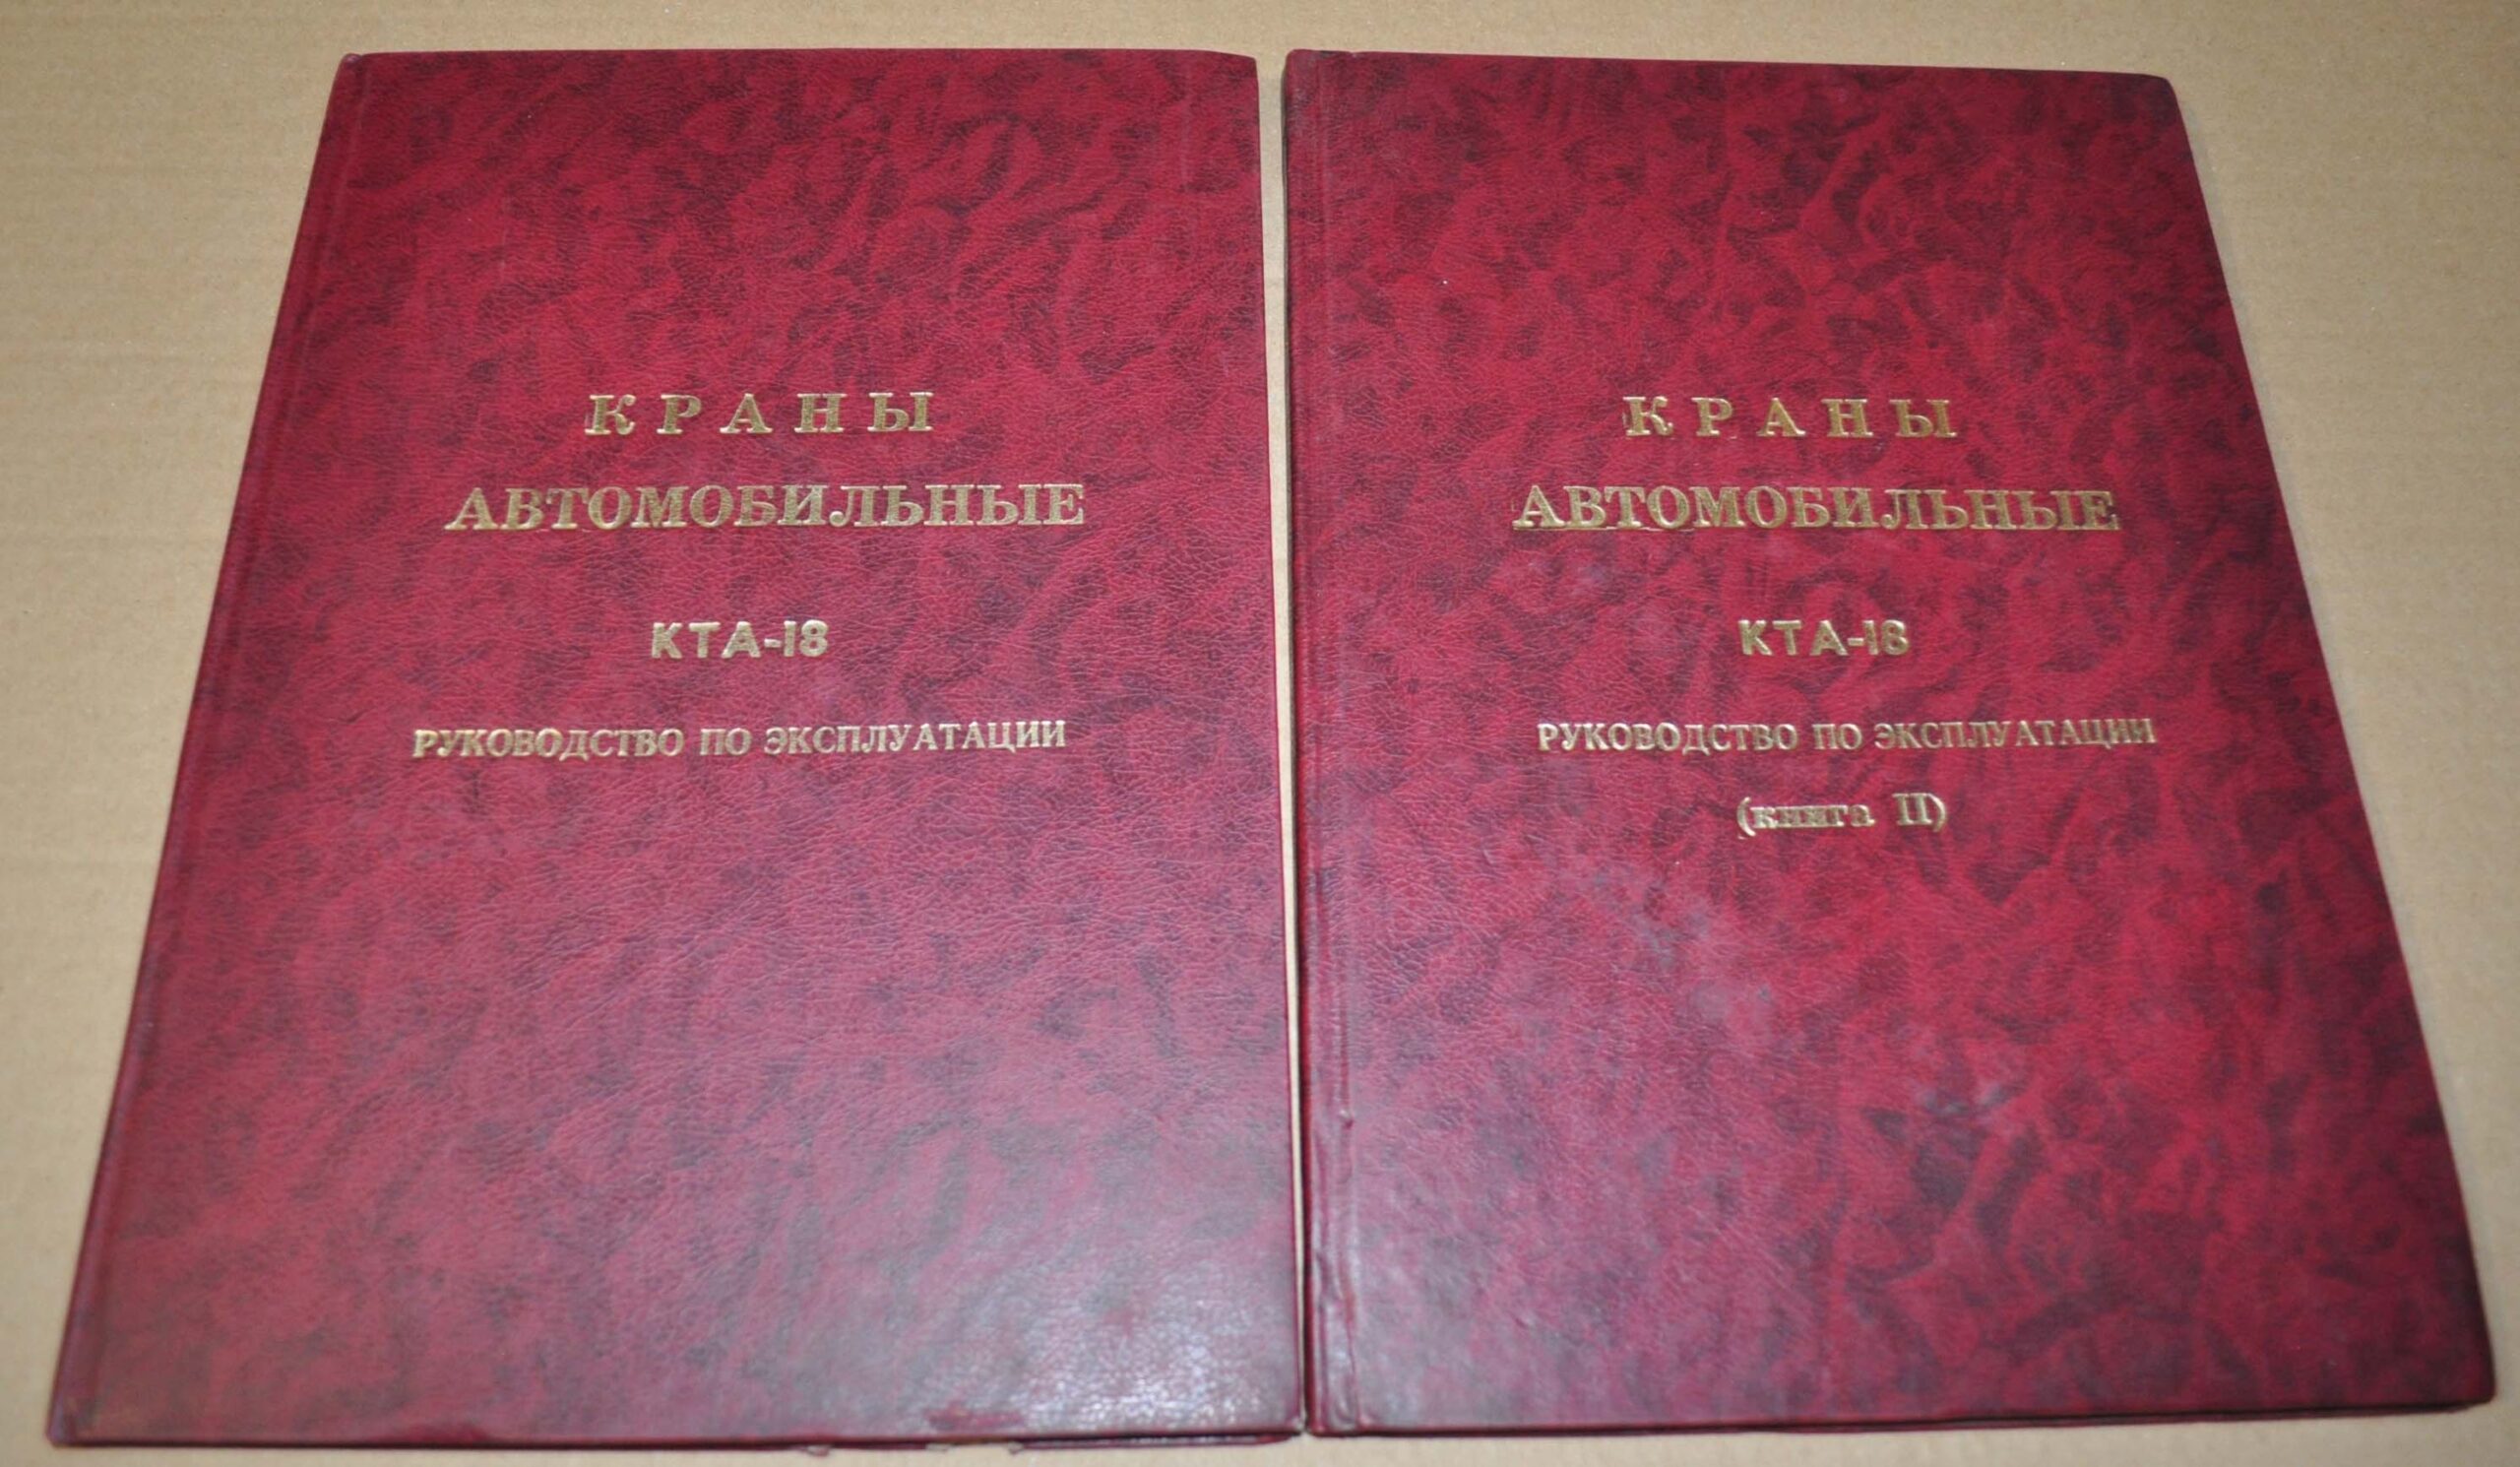 КРАНЫ
АВТОМОБИЛЬНЫЕ
КТА-18
РУКОВОДСТВО ПО ЭКСПЛУАТАЦИИ
КРАНЫ
АВТОМОБИЛЬНЫЕ
КТА-18
РУКОВОДСТВО ПО ЭКСПЛУАТАЦИИ
(книга II)